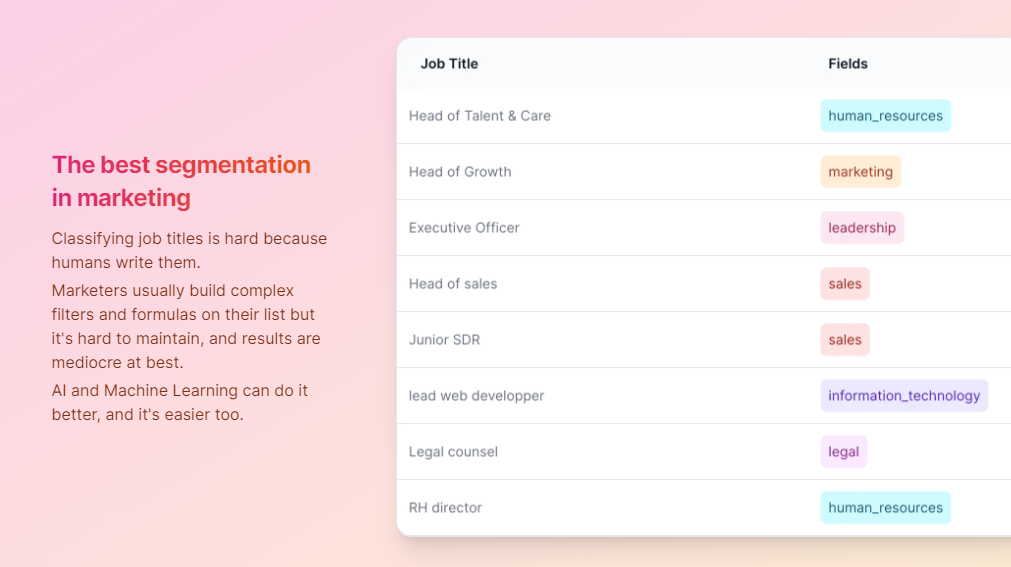 The best segmentation
in marketing
Classifying job titles is hard because
humans write them.
Marketers usually build complex
filters and formulas on their list but
it's hard to maintain, and results are
mediocre at best.
AI and Machine Learning can do it
better, and it's easier too.
Job Title Fields
Head of Talent & Care human_resources
Head of Growth marketing
Executive Officer leadership
Head of sales sales
Junior SDR sales
lead web developper information_technology
Legal counsel legal
RH director human_resources